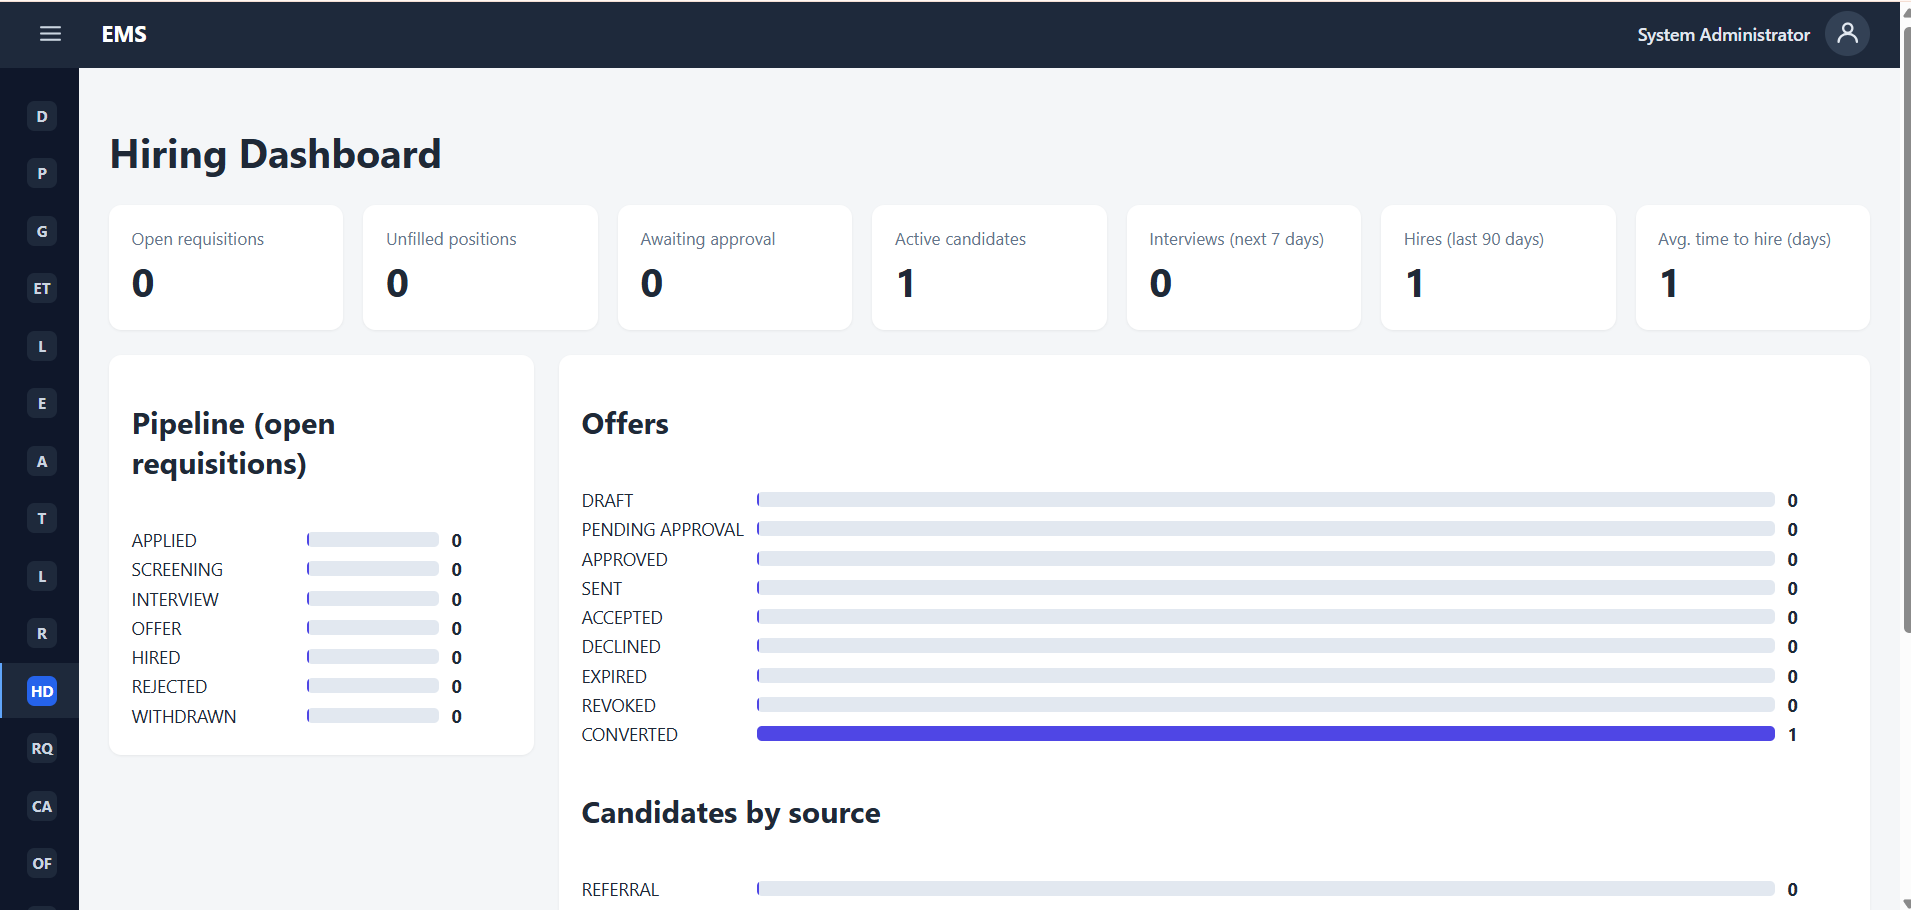 EMS
System Administrator
D
P
G
ET
L
E
A
T
L
R
HD
RQ
CA
OF
Hiring Dashboard
Open requisitions
0
Unfilled positions
0
Awaiting approval
0
Active candidates
1
Interviews (next 7 days)
0
Hires (last 90 days)
1
Avg. time to hire (days)
1
Pipeline (open
requisitions)
APPLIED 0
SCREENING 0
INTERVIEW 0
OFFER 0
HIRED 0
REJECTED 0
WITHDRAWN 0
Offers
DRAFT 0
PENDING APPROVAL 0
APPROVED 0
SENT 0
ACCEPTED 0
DECLINED 0
EXPIRED 0
REVOKED 0
CONVERTED 1
Candidates by source
REFERRAL 0